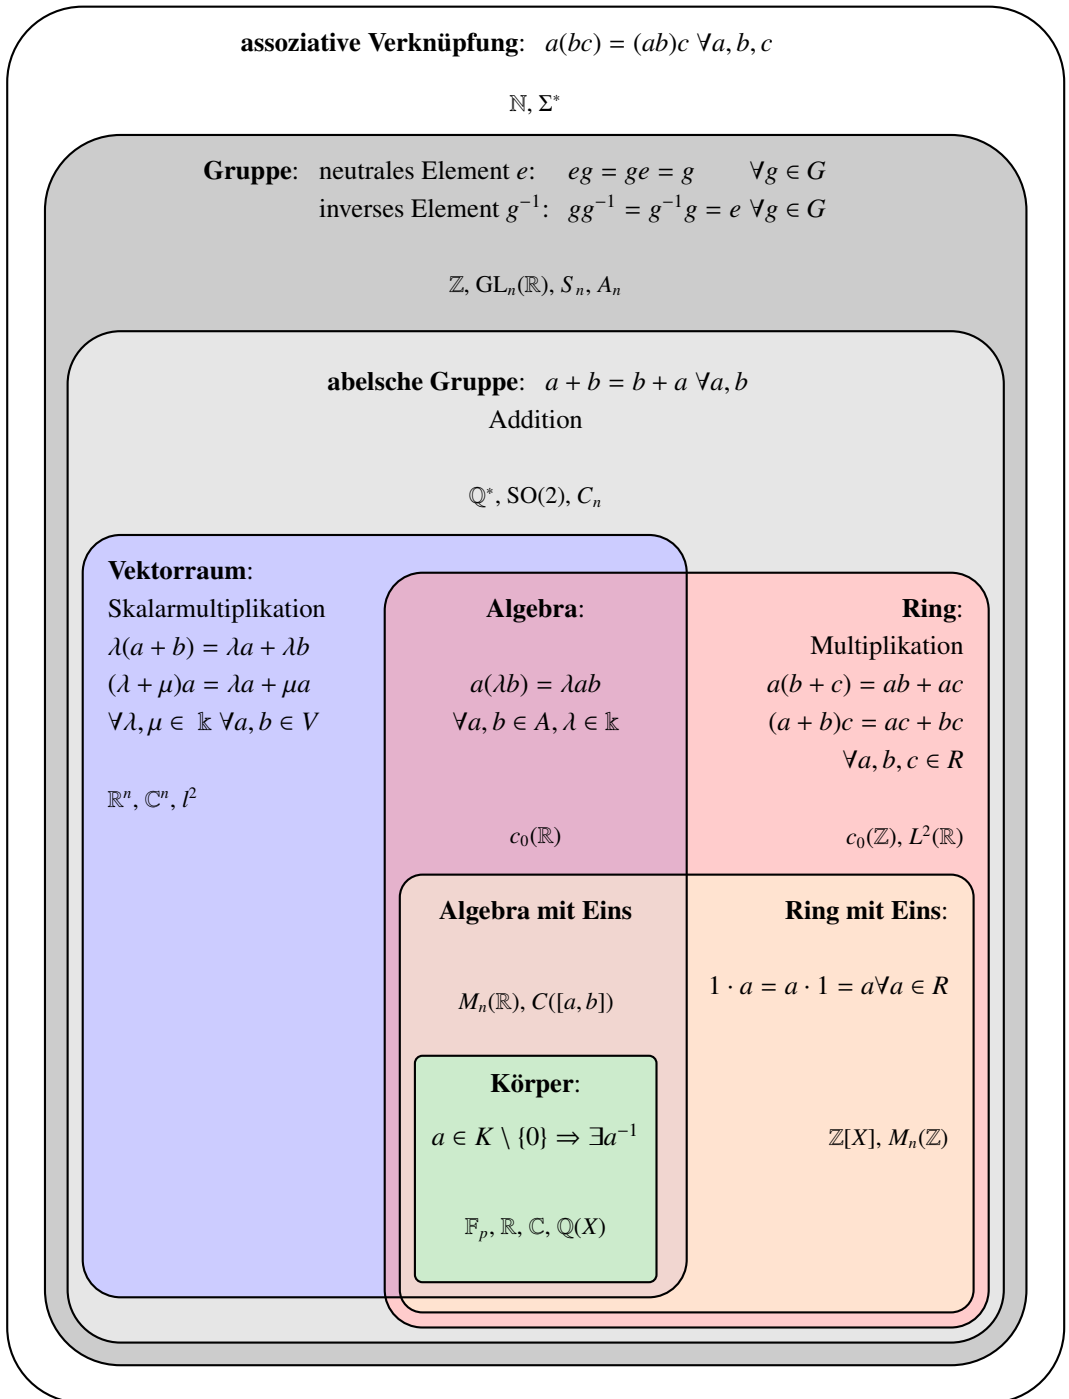 assoziative Verknüpfung: a(bc) = (ab)c ∀a, b, c
ℕ, Σ*
Gruppe: neutrales Element e: eg = ge = g ∀g ∈ G
inverses Element g⁻¹: gg⁻¹ = g⁻¹g = e ∀g ∈ G
ℤ, GLₙ(ℝ), Sₙ, Aₙ
abelsche Gruppe: a + b = b + a ∀a, b
Addition
ℚ*, SO(2), Cₙ
Vektorraum:
Skalarmultiplikation
λ(a + b) = λa + λb
(λ + μ)a = λa + μa
∀λ, μ ∈ 𝕜 ∀a, b ∈ V
ℝⁿ, ℂⁿ, l²
Algebra:
a(λb) = λab
∀a, b ∈ A, λ ∈ 𝕜
c₀(ℝ)
Ring:
Multiplikation
a(b + c) = ab + ac
(a + b)c = ac + bc
∀a, b, c ∈ R
c₀(ℤ), L²(ℝ)
Algebra mit Eins
Mₙ(ℝ), C([a, b])
Ring mit Eins:
1 · a = a · 1 = a∀a ∈ R
ℤ[X], Mₙ(ℤ)
Körper:
a ∈ K \ {0} ⇒ ∃a⁻¹
𝔽ₚ, ℝ, ℂ, ℚ(X)